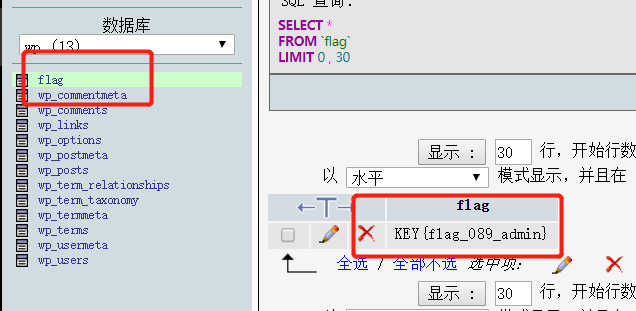 SQL 查询:
数据库
wp (13)
SELECT *
FROM `flag`
LIMIT 0 , 30
flag
wp_commentmeta
wp_comments
wp_links
wp_options
wp_postmeta
wp_posts
wp_term_relationships
wp_term_taxonomy
wp_termmeta
wp_terms
wp_usermeta
wp_users
显示 : 30 行, 开始行数
以 水平 模式显示, 并且在
←T→ flag
KEY{flag_089_admin}
全选 / 全部不选 选中项:
显示 : 30 行, 开始行数